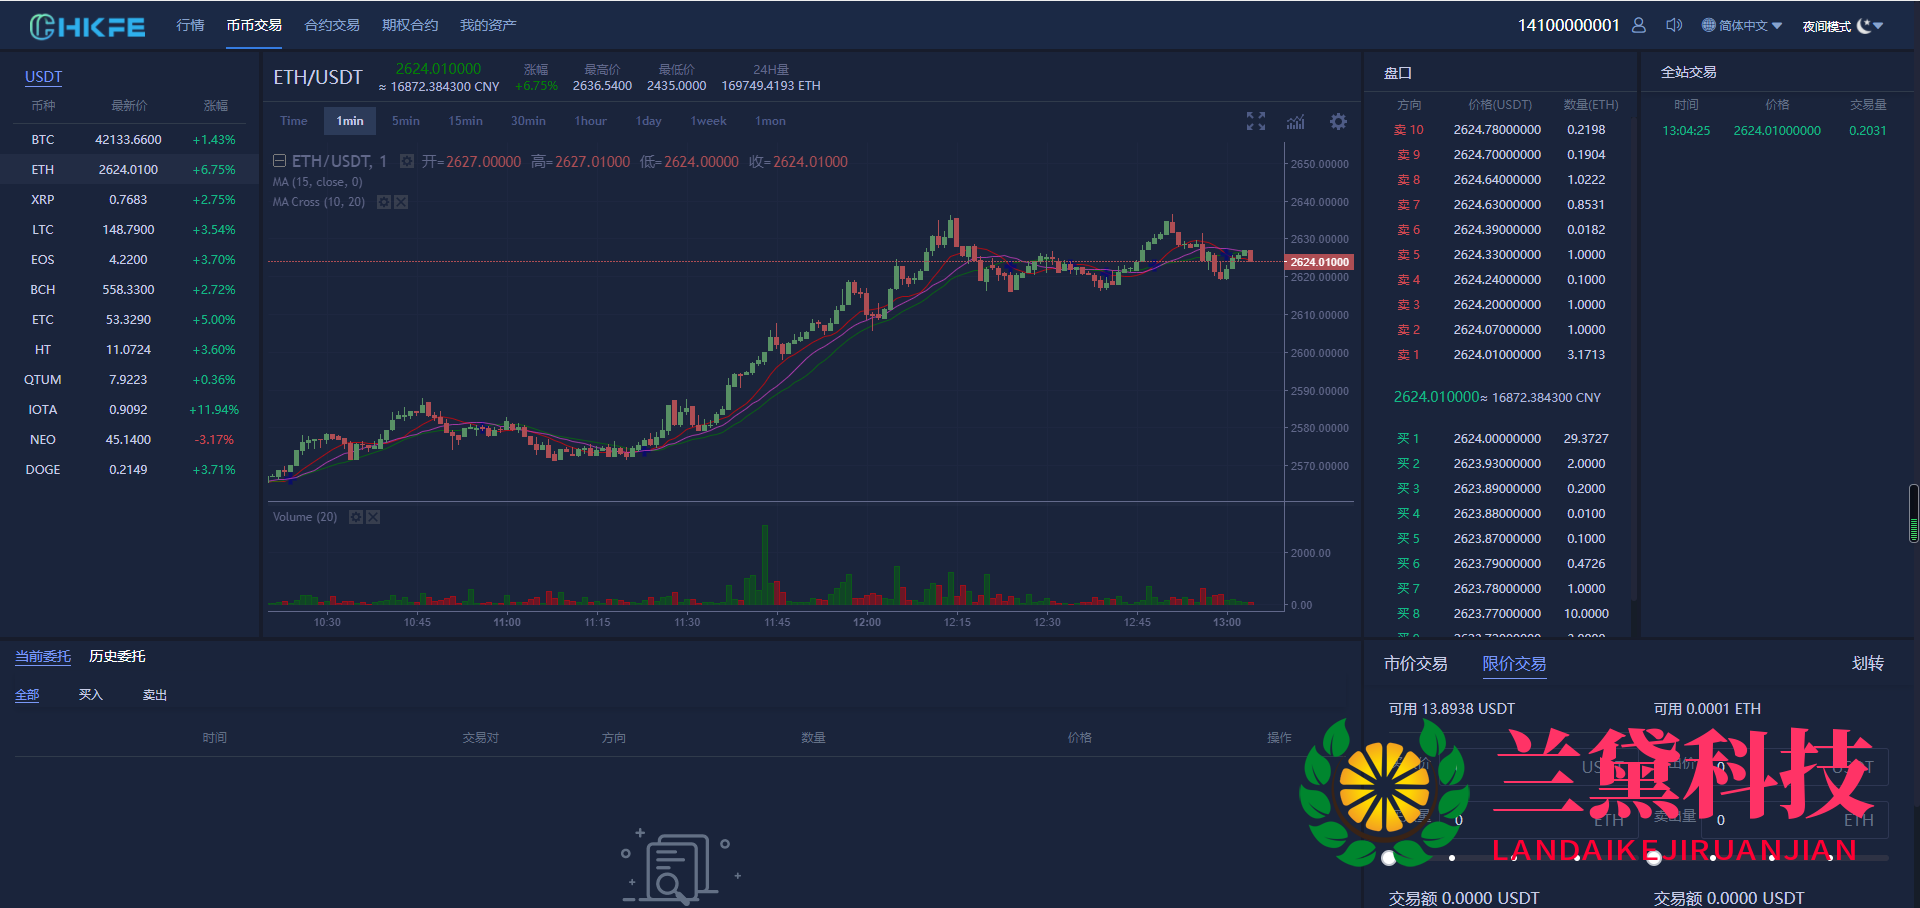 CHKFE 行情 币币交易 合约交易 期权合约 我的资产 14100000001 简体中文 夜间模式
USDT
币种 最新价 涨幅
BTC 42133.6600 +1.43%
ETH 2624.0100 +6.75%
XRP 0.7683 +2.75%
LTC 148.7900 +3.54%
EOS 4.2200 +3.70%
BCH 558.3300 +2.72%
ETC 53.3290 +5.00%
HT 11.0724 +3.60%
QTUM 7.9223 +0.36%
IOTA 0.9092 +11.94%
NEO 45.1400 -3.17%
DOGE 0.2149 +3.71%
ETH/USDT
2624.010000 涨幅 最高价 最低价 24H量
≈ 16872.384300 CNY +6.75% 2636.5400 2435.0000 169749.4193 ETH
Time 1min 5min 15min 30min 1hour 1day 1week 1mon
ETH/USDT, 1 开=2627.00000 高=2627.01000 低=2624.00000 收=2624.01000
MA (15, close, 0)
MA Cross (10, 20)
2650.00000
2640.00000
2630.00000
2624.01000
2620.00000
2610.00000
2600.00000
2590.00000
2580.00000
2570.00000
Volume (20)
2000.00
0.00
10:30 10:45 11:00 11:15 11:30 11:45 12:00 12:15 12:30 12:45 13:00
盘口
方向 价格(USDT) 数量(ETH)
卖 10 2624.78000000 0.2198
卖 9 2624.70000000 0.1904
卖 8 2624.64000000 1.0222
卖 7 2624.63000000 0.8531
卖 6 2624.39000000 0.0182
卖 5 2624.33000000 1.0000
卖 4 2624.24000000 0.1000
卖 3 2624.20000000 1.0000
卖 2 2624.07000000 1.0000
卖 1 2624.01000000 3.1713
2624.010000≈ 16872.384300 CNY
买 1 2624.00000000 29.3727
买 2 2623.93000000 2.0000
买 3 2623.89000000 0.2000
买 4 2623.88000000 0.0100
买 5 2623.87000000 0.1000
买 6 2623.79000000 0.4726
买 7 2623.78000000 1.0000
买 8 2623.77000000 10.0000
全站交易
时间 价格 交易量
13:04:25 2624.01000000 0.2031
当前委托 历史委托
全部 买入 卖出
时间 交易对 方向 数量 价格 操作
市价交易 限价交易 划转
可用 13.8938 USDT 可用 0.0001 ETH
兰黛科技
0 ETH 卖出量 0 ETH
LANDAIKEJIRUANJIAN
交易额 0.0000 USDT 交易额 0.0000 USDT